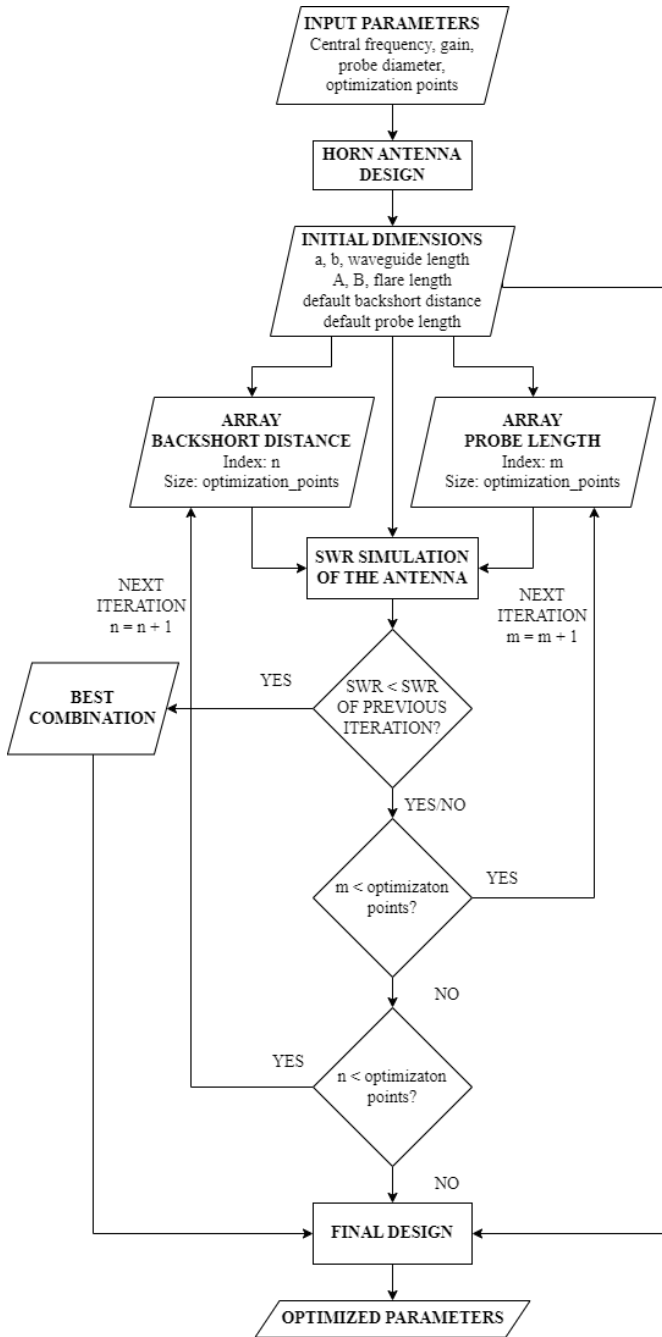 INPUT PARAMETERS
Central frequency, gain,
probe diameter,
optimization points
HORN ANTENNA
DESIGN
INITIAL DIMENSIONS
a, b, waveguide length
A, B, flare length
default backshort distance
default probe length
ARRAY
BACKSHORT DISTANCE
Index: n
Size: optimization_points
ARRAY
PROBE LENGTH
Index: m
Size: optimization_points
SWR SIMULATION
OF THE ANTENNA
NEXT
ITERATION
n = n + 1
NEXT
ITERATION
m = m + 1
YES
SWR < SWR
OF PREVIOUS
ITERATION?
BEST
COMBINATION
YES/NO
m < optimizaton
points?
YES
NO
YES
n < optimizaton
points?
NO
FINAL DESIGN
OPTIMIZED PARAMETERS